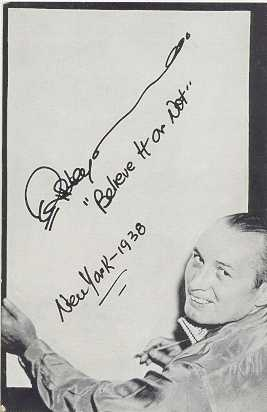 Ripley
"Believe It Or Not"
New York-1938